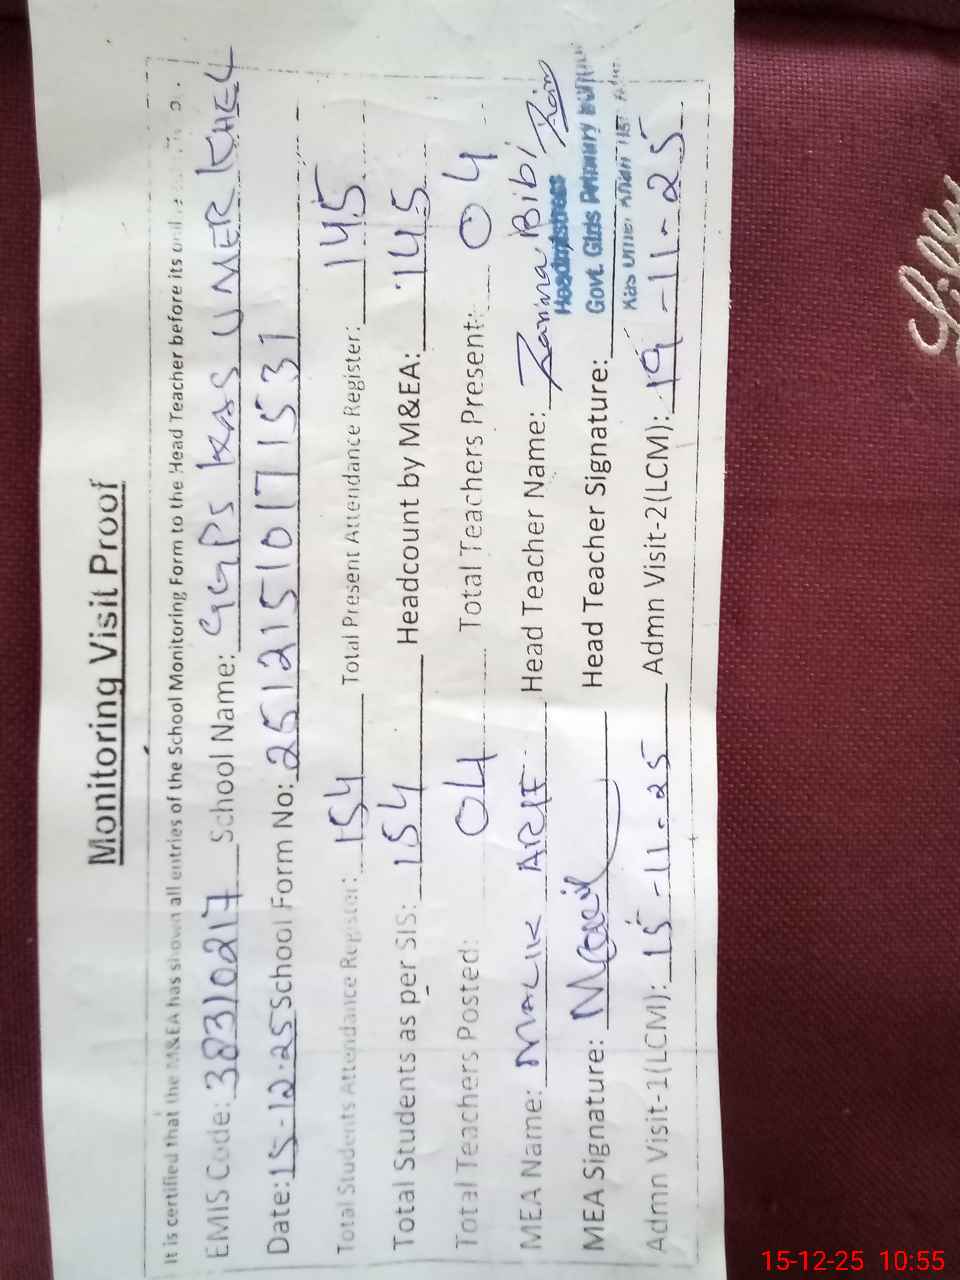 Monitoring Visit Proof
It is certified that the M&EA has shown all entries of the School Monitoring Form to the Head Teacher before its
EMIS Code: 38310217 School Name: GGPS KAS UMER KHEL
Date: 15-12-25 School Form No: 2512151017 1531
Total Students Attendance Register: 154 Total Present Attendance Register: 145
Total Students as per SIS: 154 Headcount by M&EA: 145
Total Teachers Posted: 04 Total Teachers Present: 04
MEA Name: MALIK ARIF Head Teacher Name: Zarina Bibi
Headmistress
MEA Signature: Head Teacher Signature: Govt. Girls Primary
Kas Umer
Admn Visit-1(LCM): 15-11-25 Admn Visit-2(LCM): 19-11-25
15-12-25 10:55